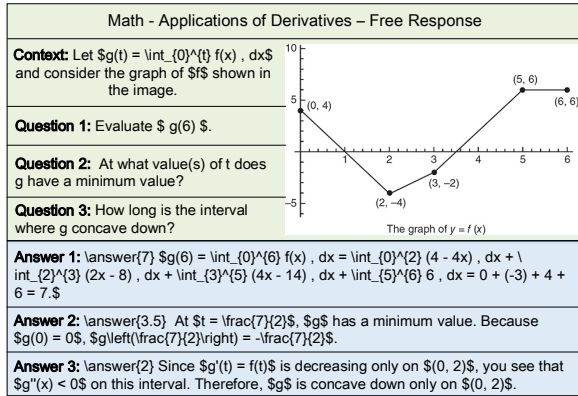 Math - Applications of Derivatives – Free Response
Context: Let $g(t) = \int_{0}^{t} f(x) , dx$
and consider the graph of $f$ shown in
the image.
Question 1: Evaluate $ g(6) $.
Question 2: At what value(s) of t does
g have a minimum value?
Question 3: How long is the interval
where g concave down?
10
5
−5
1
2
3
4
5
6
(0, 4)
(2, −4)
(3, −2)
(5, 6)
(6, 6)
The graph of y = f (x)
Answer 1: \answer{7} $g(6) = \int_{0}^{6} f(x) , dx = \int_{0}^{2} (4 - 4x) , dx + \
int_{2}^{3} (2x - 8) , dx + \int_{3}^{5} (4x - 14) , dx + \int_{5}^{6} 6 , dx = 0 + (-3) + 4 +
6 = 7.$
Answer 2: \answer{3.5} At $t = \frac{7}{2}$, $g$ has a minimum value. Because
$g(0) = 0$, $g\left(\frac{7}{2}\right) = -\frac{7}{2}$.
Answer 3: \answer{2} Since $g'(t) = f(t)$ is decreasing only on $(0, 2)$, you see that
$g''(x) < 0$ on this interval. Therefore, $g$ is concave down only on $(0, 2)$.